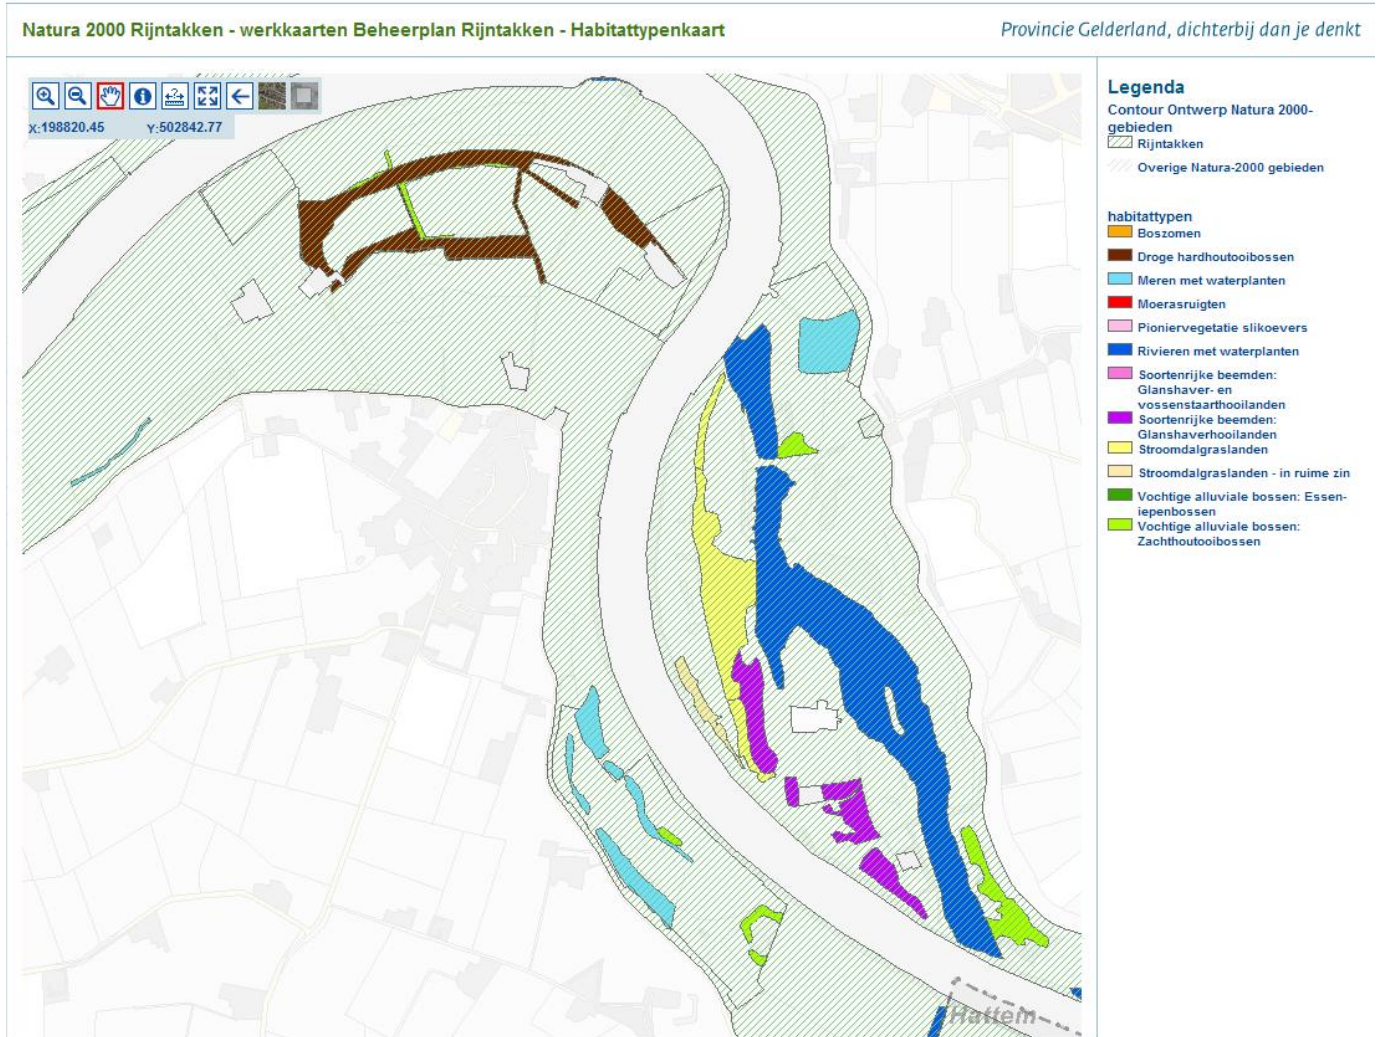 Natura 2000 Rijntakken - werkkaarten Beheerplan Rijntakken - Habitattypenkaart
Provincie Gelderland, dichterbij dan je denkt
X:198820.45 Y:502842.77
Legenda
Contour Ontwerp Natura 2000-
gebieden
Rijntakken
Overige Natura-2000 gebieden
habitattypen
Boszomen
Droge hardhoutooibossen
Meren met waterplanten
Moerasruigten
Pioniervegetatie slikoevers
Rivieren met waterplanten
Soortenrijke beemden:
Glanshaver- en
vossenstaarthooilanden
Soortenrijke beemden:
Glanshaverhooilanden
Stroomdalgraslanden
Stroomdalgraslanden - in ruime zin
Vochtige alluviale bossen: Essen-
iepenbossen
Vochtige alluviale bossen:
Zachthoutooibossen
Hattem